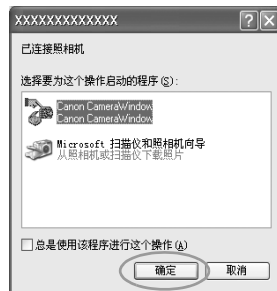 XXXXXXXXXXXXX
已连接照相机
选择要为这个操作启动的程序(S):
Canon CameraWindow
Canon CameraWindow
Microsoft 扫描仪和照相机向导
从照相机或扫描仪下载照片
总是使用该程序进行这个操作(A)
确定
取消